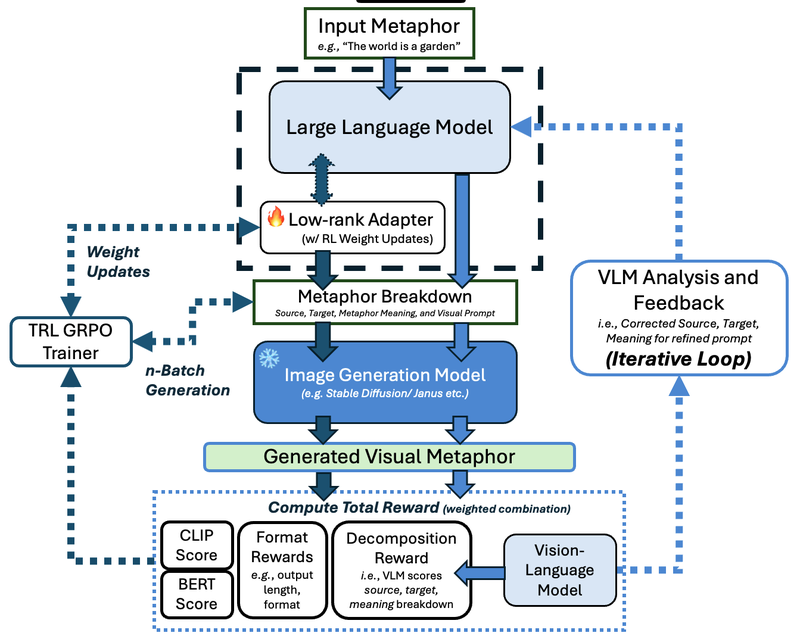 Input Metaphor
e.g., “The world is a garden”
Large Language Model
Low-rank Adapter
(w/ RL Weight Updates)
Weight
Updates
Metaphor Breakdown
Source, Target, Metaphor Meaning, and Visual Prompt
TRL GRPO
Trainer
n-Batch
Generation
VLM Analysis and
Feedback
i.e., Corrected Source, Target,
Meaning for refined prompt
(Iterative Loop)
Image Generation Model
(e.g. Stable Diffusion/ Janus etc.)
Generated Visual Metaphor
Compute Total Reward (weighted combination)
CLIP
Score
BERT
Score
Format
Rewards
e.g., output
length,
format
Decomposition
Reward
i.e., VLM scores
source, target,
meaning breakdown
Vision-
Language
Model